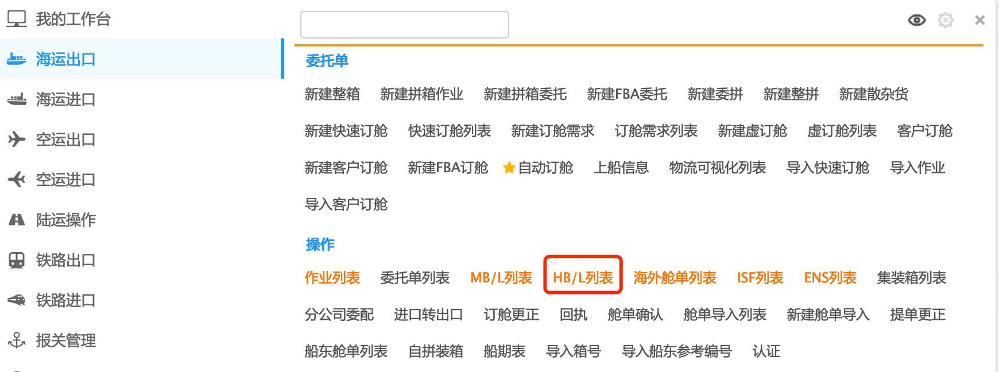 我的工作台
海运出口
海运进口
空运出口
空运进口
陆运操作
铁路出口
铁路进口
报关管理
委托单
新建整箱 新建拼箱作业 新建拼箱委托 新建FBA委托 新建委拼 新建整拼 新建散杂货
新建快速订舱 快速订舱列表 新建订舱需求 订舱需求列表 新建虚订舱 虚订舱列表 客户订舱
新建客户订舱 新建FBA订舱 自动订舱 上船信息 物流可视化列表 导入快速订舱 导入作业
导入客户订舱
操作
作业列表 委托单列表 MB/L列表 HB/L列表 海外舱单列表 ISF列表 ENS列表 集装箱列表
分公司委配 进口转出口 订舱更正 回执 舱单确认 舱单导入列表 新建舱单导入 提单更正
船东舱单列表 自拼装箱 船期表 导入箱号 导入船东参考编号 认证